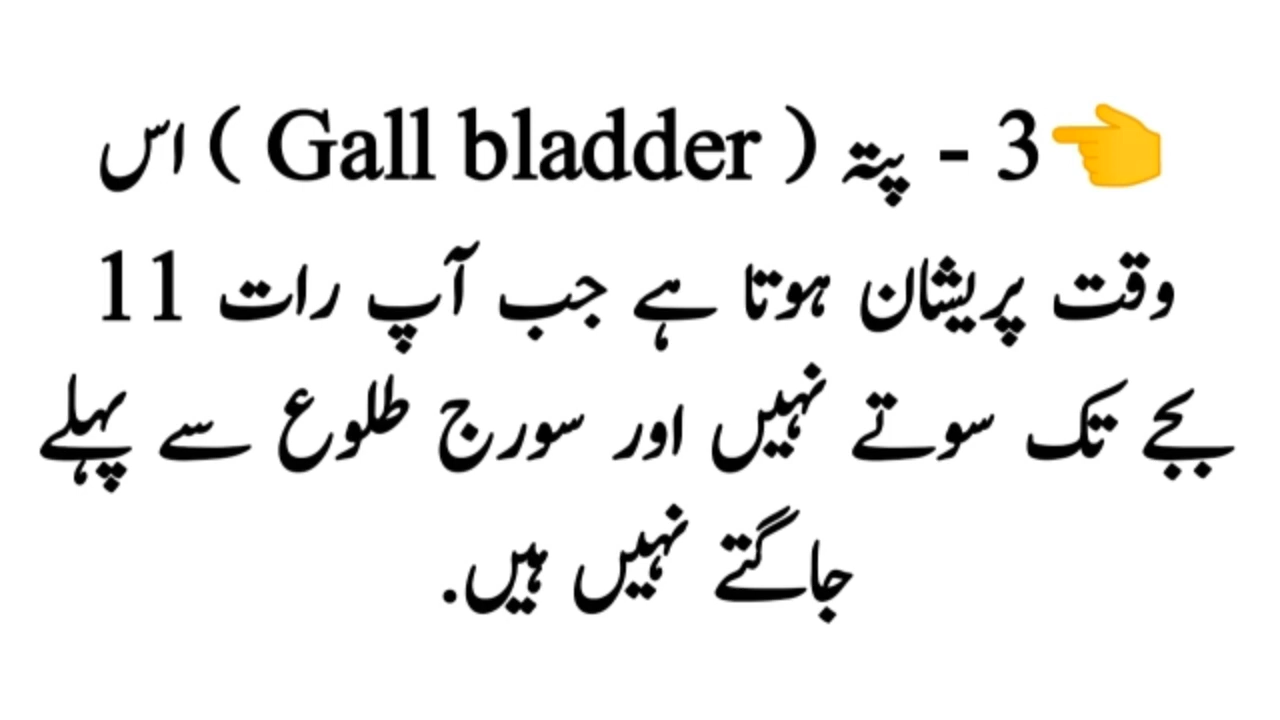 👈3 - پتہ ( Gall bladder ) اس
وقت پریشان ہوتا ہے جب آپ رات 11
بجے تک سوتے نہیں اور سورج طلوع سے پہلے
جاگتے نہیں ہیں.